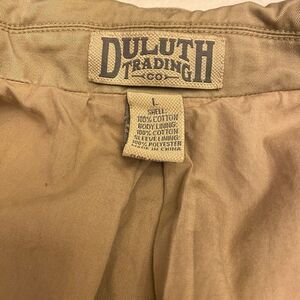 DULUTH
TRADING
CO
L
SHELL:
100% COTTON
BODY LINING:
100% COTTON
SLEEVE LINING:
100% POLYESTER
MADE IN CHINA